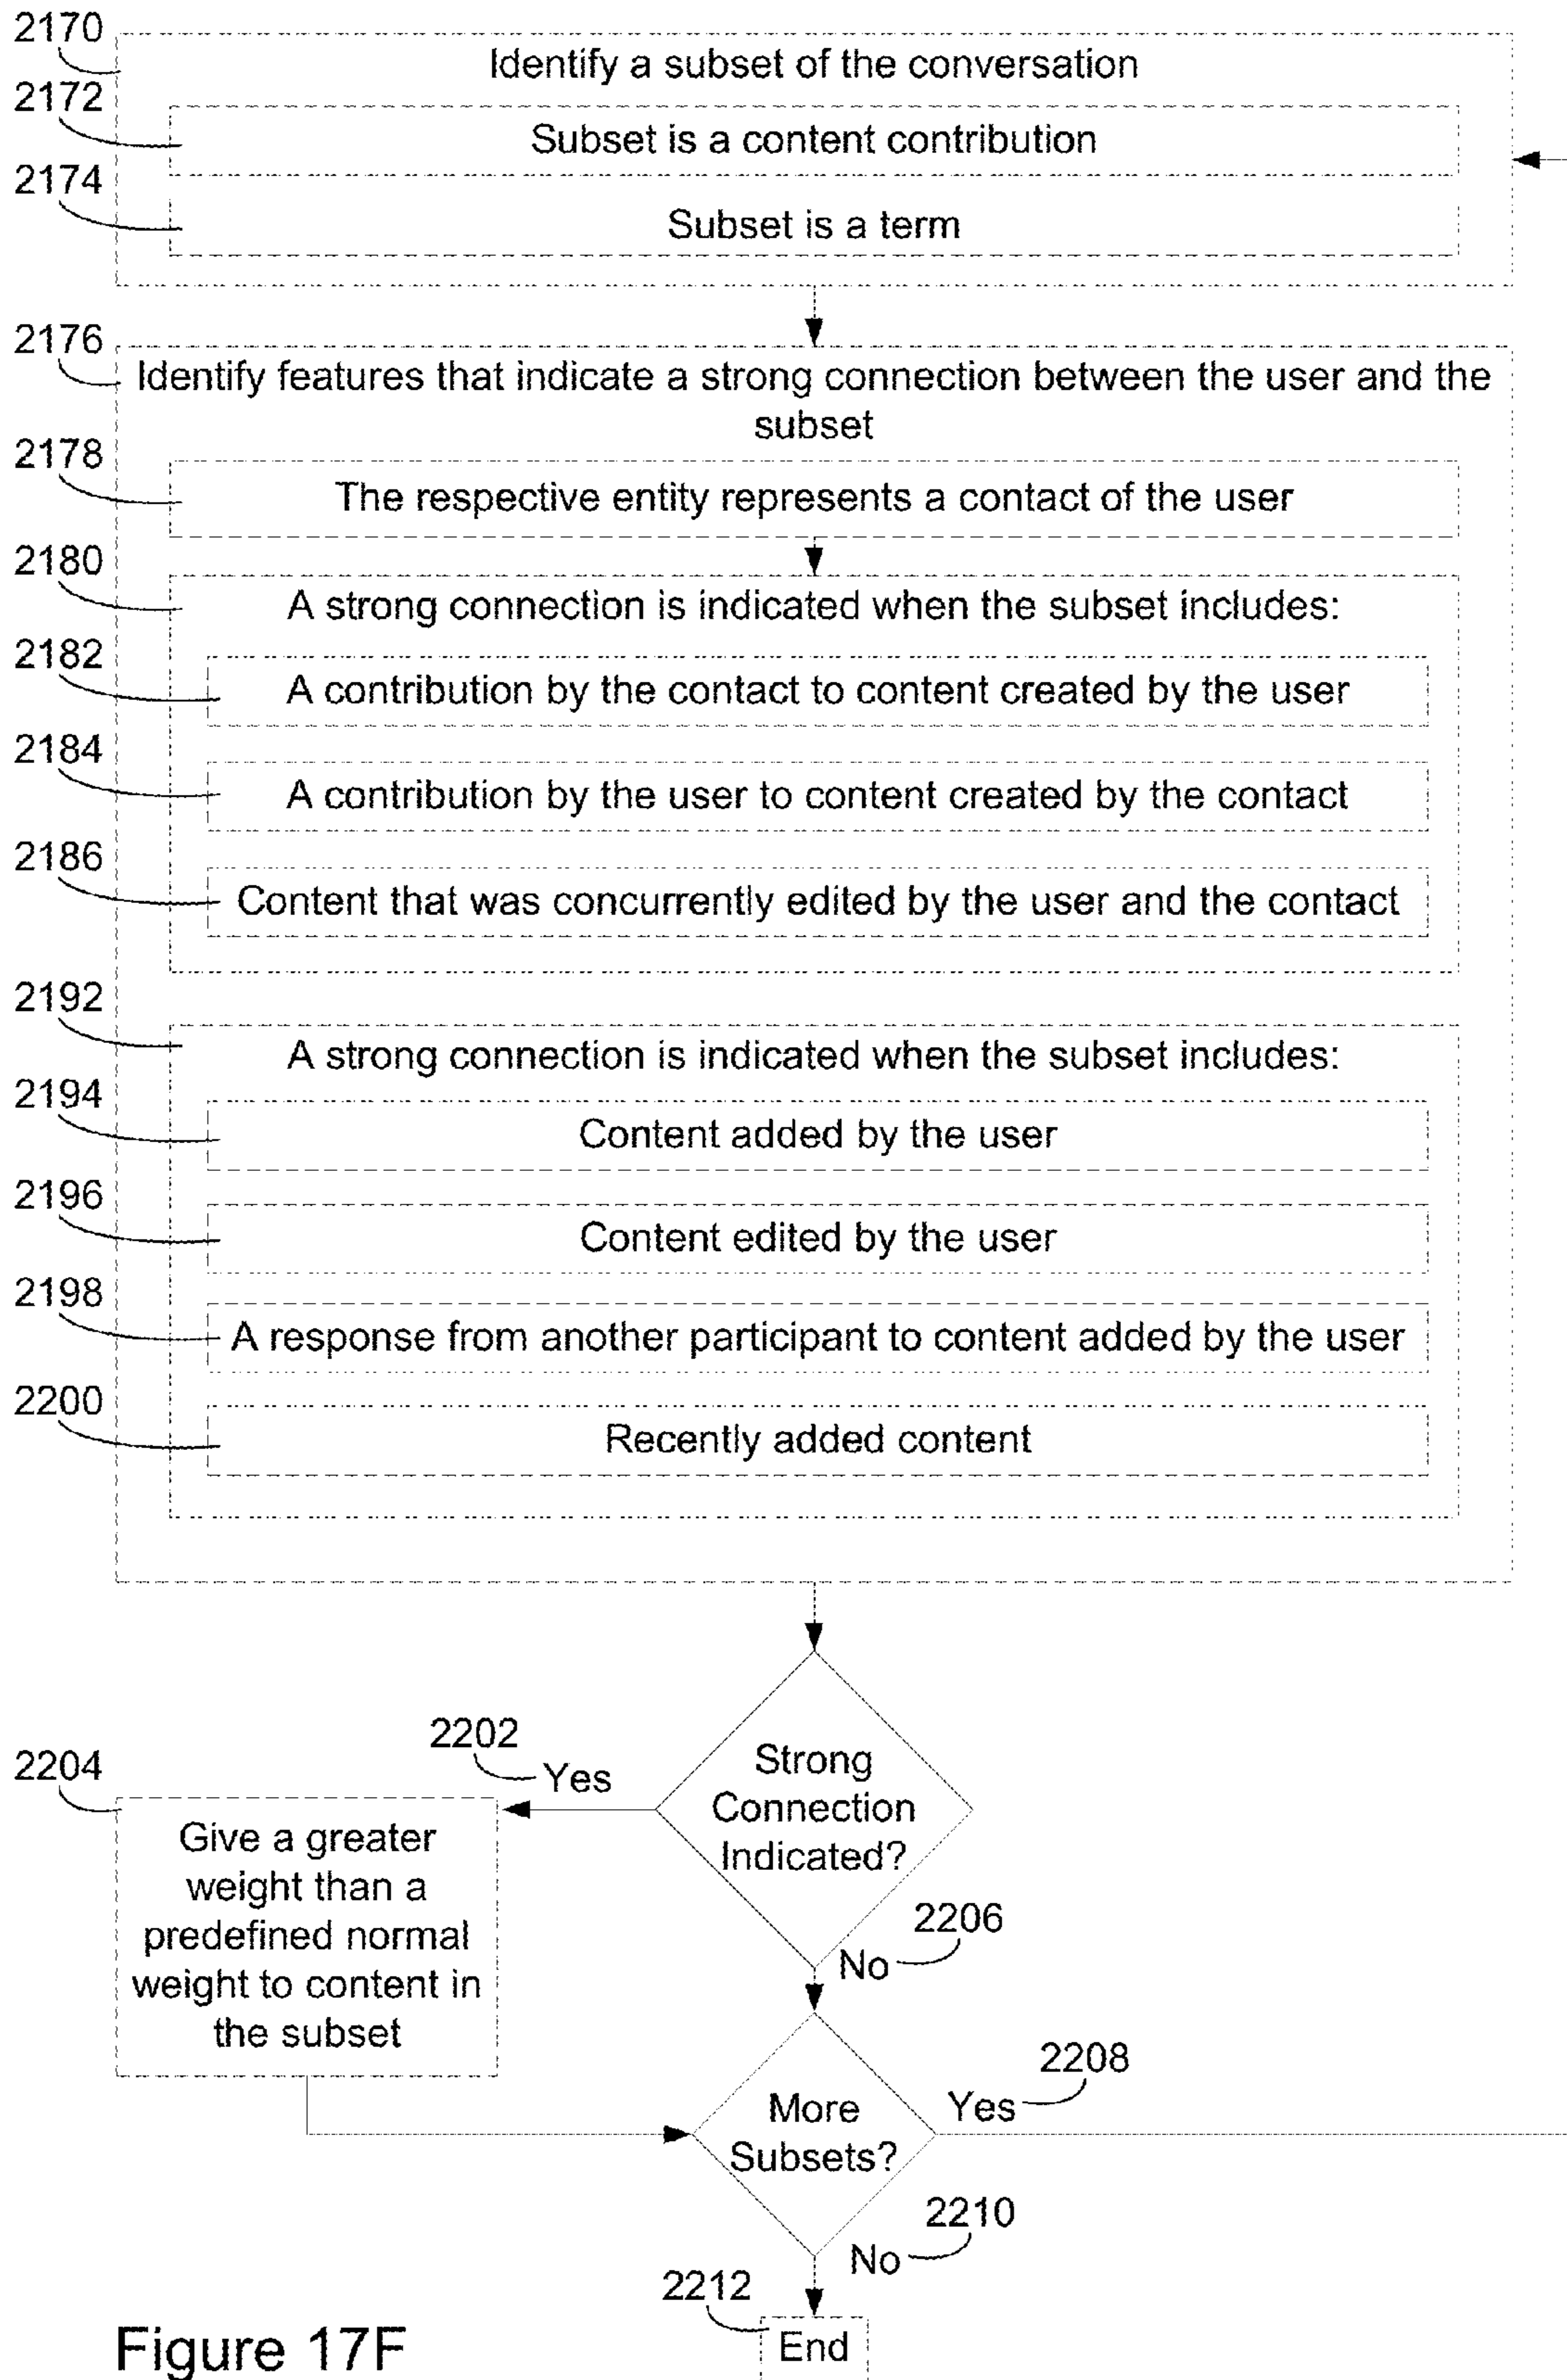 2170
Identify a subset of the conversation
2172
Subset is a content contribution
2174
Subset is a term
2176
Identify features that indicate a strong connection between the user and the
subset
2178
The respective entity represents a contact of the user
2180
A strong connection is indicated when the subset includes:
2182
A contribution by the contact to content created by the user
2184
A contribution by the user to content created by the contact
2186
Content that was concurrently edited by the user and the contact
2192
A strong connection is indicated when the subset includes:
2194
Content added by the user
2196
Content edited by the user
2198
A response from another participant to content added by the user
2200
Recently added content
2202
Yes
Strong
Connection
Indicated?
2204
Give a greater
weight than a
predefined normal
weight to content in
the subset
2206
No
2208
Yes
More
Subsets?
2210
No
2212
End
Figure 17F